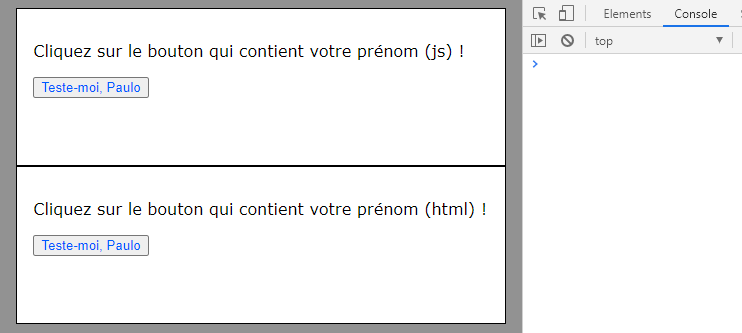 Cliquez sur le bouton qui contient votre prénom (js) !
Teste-moi, Paulo
Cliquez sur le bouton qui contient votre prénom (html) !
Teste-moi, Paulo
Elements Console
top